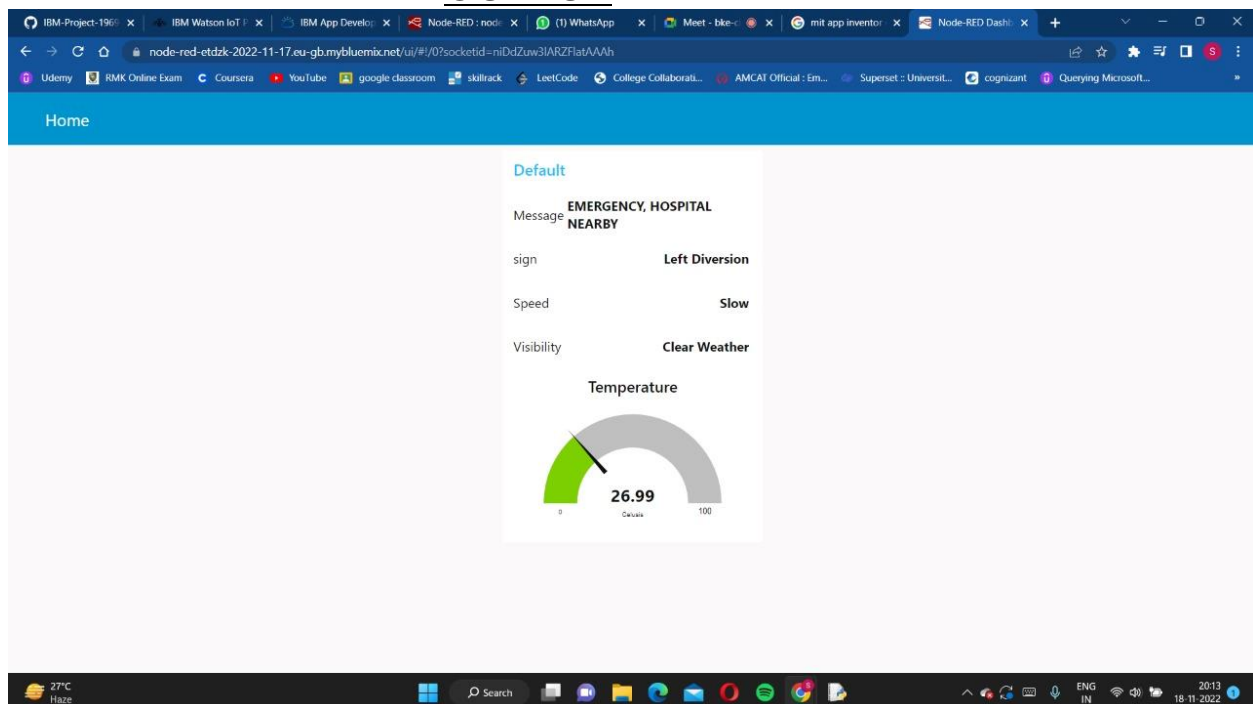 IBM-Project-1969
IBM Watson IoT P
IBM App Develop
Node-RED : node
(1) WhatsApp
Meet - bke-c
mit app inventor
Node-RED Dashb
node-red-etdzk-2022-11-17.eu-gb.mybluemix.net/ui/#!/0?socketid=niDdZuw3lARZFlatAAAh
Udemy
RMK Online Exam
Coursera
YouTube
google classroom
skillrack
LeetCode
College Collaborati...
AMCAT Official : Em...
Superset :: Universit...
cognizant
Querying Microsoft...
»
Home
Default
Message EMERGENCY, HOSPITAL
NEARBY
sign Left Diversion
Speed Slow
Visibility Clear Weather
Temperature
26.99
0 Celusis 100
27°C
Haze
Search
ENG
IN
20:13
18-11-2022
1